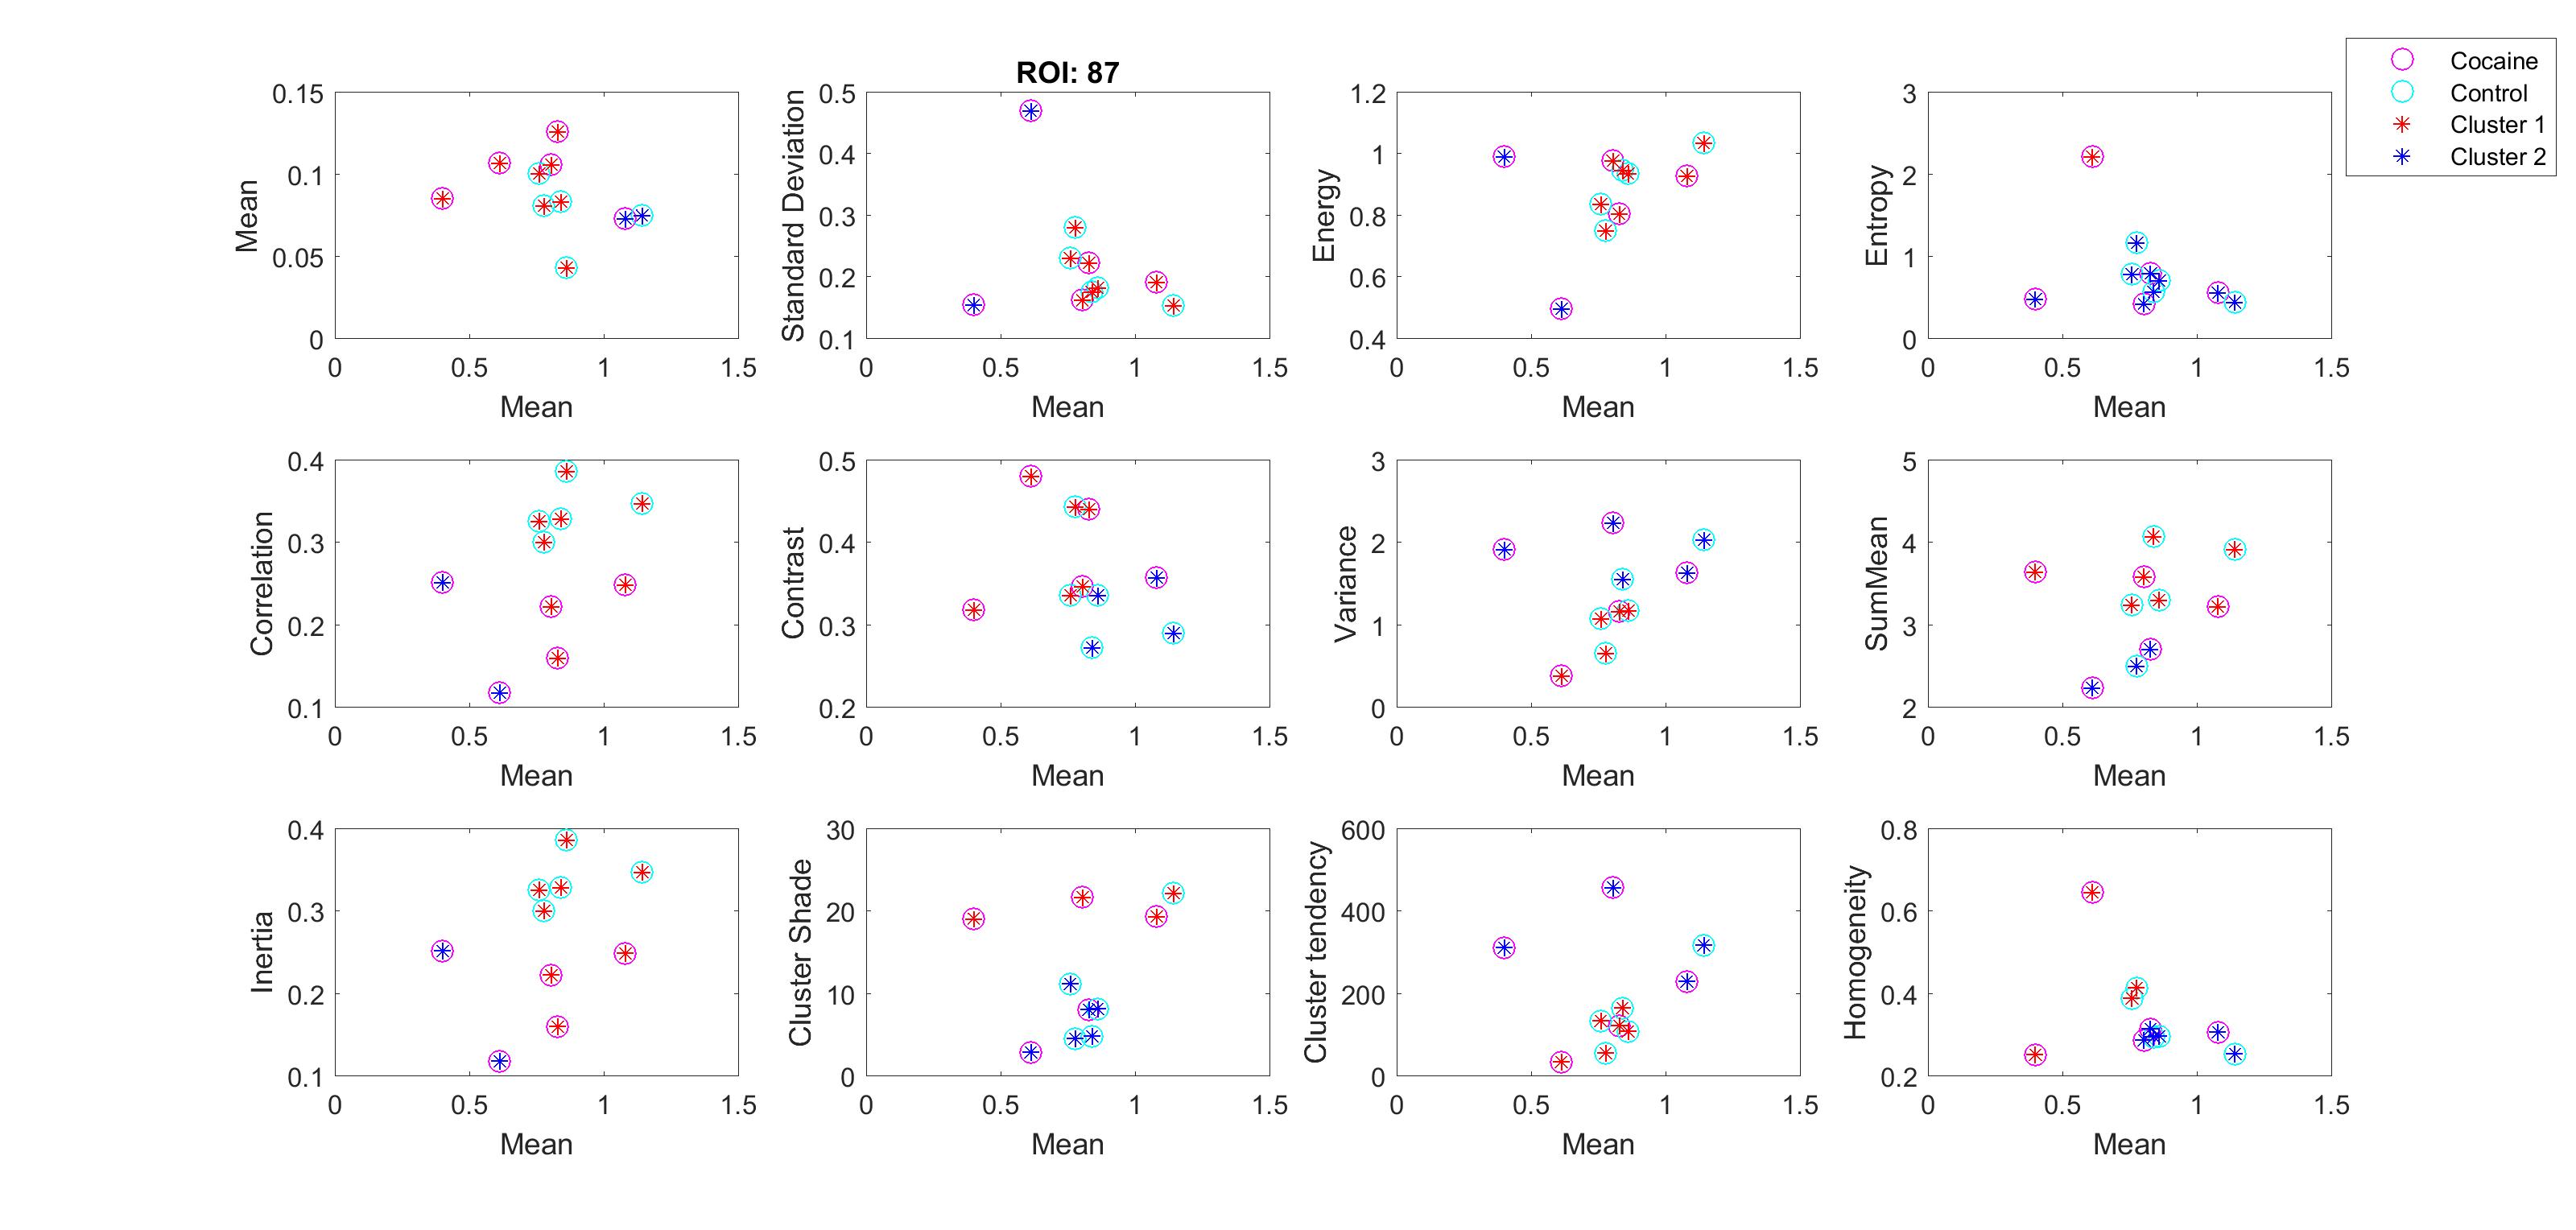 ROI: 87
Cocaine
Control
Cluster 1
Cluster 2
Mean
0.15
0.1
0.05
0
0 0.5 1 1.5
Mean
Standard Deviation
0.5
0.4
0.3
0.2
0.1
0 0.5 1 1.5
Mean
Energy
1.2
1
0.8
0.6
0.4
0 0.5 1 1.5
Mean
Entropy
3
2
1
0
0 0.5 1 1.5
Mean
Correlation
0.4
0.3
0.2
0.1
0 0.5 1 1.5
Mean
Contrast
0.5
0.4
0.3
0.2
0 0.5 1 1.5
Mean
Variance
3
2
1
0
0 0.5 1 1.5
Mean
SumMean
5
4
3
2
0 0.5 1 1.5
Mean
Inertia
0.4
0.3
0.2
0.1
0 0.5 1 1.5
Mean
Cluster Shade
30
20
10
0
0 0.5 1 1.5
Mean
Cluster tendency
600
400
200
0
0 0.5 1 1.5
Mean
Homogeneity
0.8
0.6
0.4
0.2
0 0.5 1 1.5
Mean